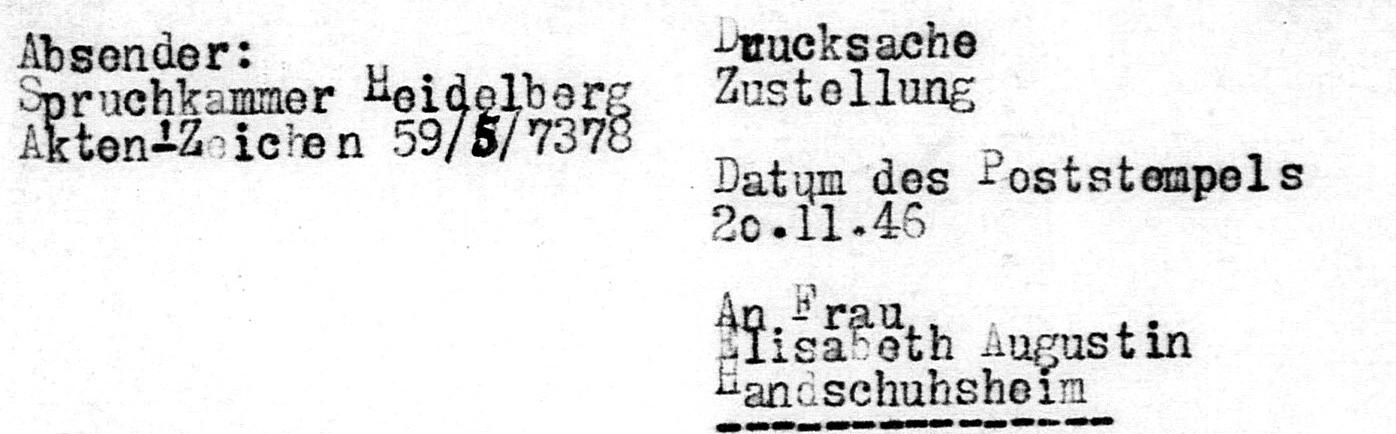 Absender:
Spruchkammer Heidelberg
Akten-'Zeichen 59/5/7378
Drucksache
Zustellung
Datum des Poststempels
2o.11.46
An Frau
Elisabeth Augustin
Handschuhsheim